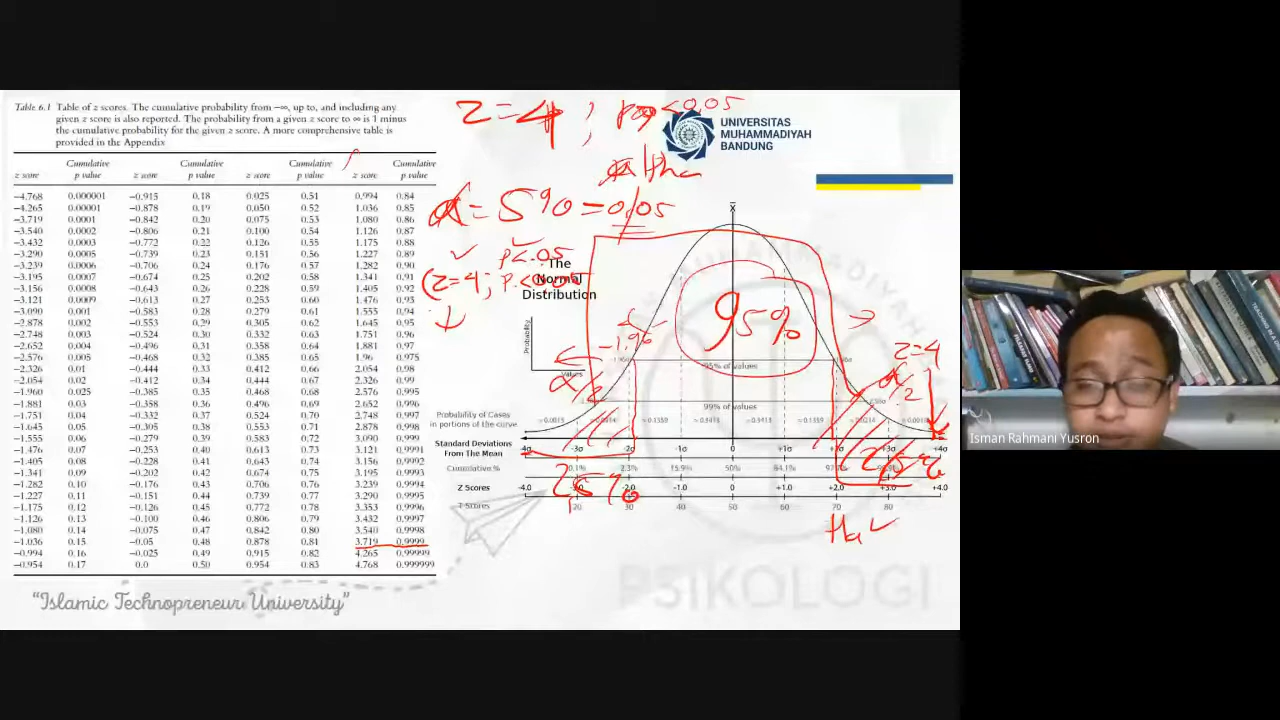 Table 6.1 Table of z scores. The cumulative probability from −∞, up to, and including any
given z score is also reported. The probability from a given z score to ∞ is 1 minus
the cumulative probability for the given z score. A more comprehensive table is
provided in the Appendix
Cumulative Cumulative Cumulative Cumulative
z score p value z score p value z score p value z score p value
−4.768 0.000001 −0.915 0.18 0.025 0.51 0.994 0.84
−4.265 0.00001 −0.878 0.19 0.050 0.52 1.036 0.85
−3.719 0.0001 −0.842 0.20 0.075 0.53 1.080 0.86
−3.540 0.0002 −0.806 0.21 0.100 0.54 1.126 0.87
−3.432 0.0003 −0.772 0.22 0.126 0.55 1.175 0.88
−3.290 0.0005 −0.739 0.23 0.151 0.56 1.227 0.89
−3.239 0.0006 −0.706 0.24 0.176 0.57 1.282 0.90
−3.195 0.0007 −0.674 0.25 0.202 0.58 1.341 0.91
−3.156 0.0008 −0.643 0.26 0.228 0.59 1.405 0.92
−3.121 0.0009 −0.613 0.27 0.253 0.60 1.476 0.93
−3.090 0.001 −0.583 0.28 0.279 0.61 1.555 0.94
−2.878 0.002 −0.553 0.29 0.305 0.62 1.645 0.95
−2.748 0.003 −0.524 0.30 0.332 0.63 1.751 0.96
−2.652 0.004 −0.496 0.31 0.358 0.64 1.881 0.97
−2.576 0.005 −0.468 0.32 0.385 0.65 1.96 0.975
−2.326 0.01 −0.444 0.33 0.412 0.66 2.054 0.98
−2.054 0.02 −0.412 0.34 0.424 0.67 2.326 0.99
−1.960 0.025 −0.385 0.35 0.468 0.68 2.576 0.995
−1.881 0.03 −0.358 0.36 0.496 0.69 2.652 0.996
−1.751 0.04 −0.332 0.37 0.524 0.70 2.748 0.997
−1.645 0.05 −0.305 0.38 0.553 0.71 2.878 0.998
−1.555 0.06 −0.279 0.39 0.583 0.72 3.090 0.999
−1.476 0.07 −0.253 0.40 0.613 0.73 3.121 0.9991
−1.405 0.08 −0.228 0.41 0.643 0.74 3.156 0.9992
−1.341 0.09 −0.202 0.42 0.674 0.75 3.195 0.9993
−1.282 0.10 −0.176 0.43 0.706 0.76 3.239 0.9994
−1.227 0.11 −0.151 0.44 0.739 0.77 3.290 0.9995
−1.175 0.12 −0.126 0.45 0.772 0.78 3.353 0.9996
−1.126 0.13 −0.100 0.46 0.806 0.79 3.432 0.9997
−1.080 0.14 −0.075 0.47 0.842 0.80 3.540 0.9998
−1.036 0.15 −0.05 0.48 0.878 0.81 3.719 0.9999
−0.994 0.16 −0.025 0.49 0.915 0.82 4.265 0.99999
−0.954 0.17 0.0 0.50 0.954 0.83 4.768 0.999999
"Islamic Technopreneur University"
z=4; p<0.05
UNIVERSITAS
MUHAMMADIYAH
BANDUNG
α=5%=0,05
p<.05
(z=4; p<0.05
The
Normal
Distribution
Probability
Values
95%
−1.96
95% of values
99% of values
α/2
z=4
α/2
Probability of Cases
in portions of the curve
Standard Deviations
From The Mean
Cumulative %
Z Scores
T Scores
≈ 0.0013 ≈ 0.1359 ≈ 0.3413 ≈ 0.3413 ≈ 0.1359 ≈ 0.0214
-4σ -3σ -2σ -1σ 0 +1σ +4σ
0.1% 2.3% 15.9% 50% 84.1%
-4.0 -2.0 -1.0 0 +1.0 +2.0 +3.0 +4.0
20 30 40 50 60 70 80
2,5%
Ha
PSIKOLOGI
Isman Rahmani Yusron